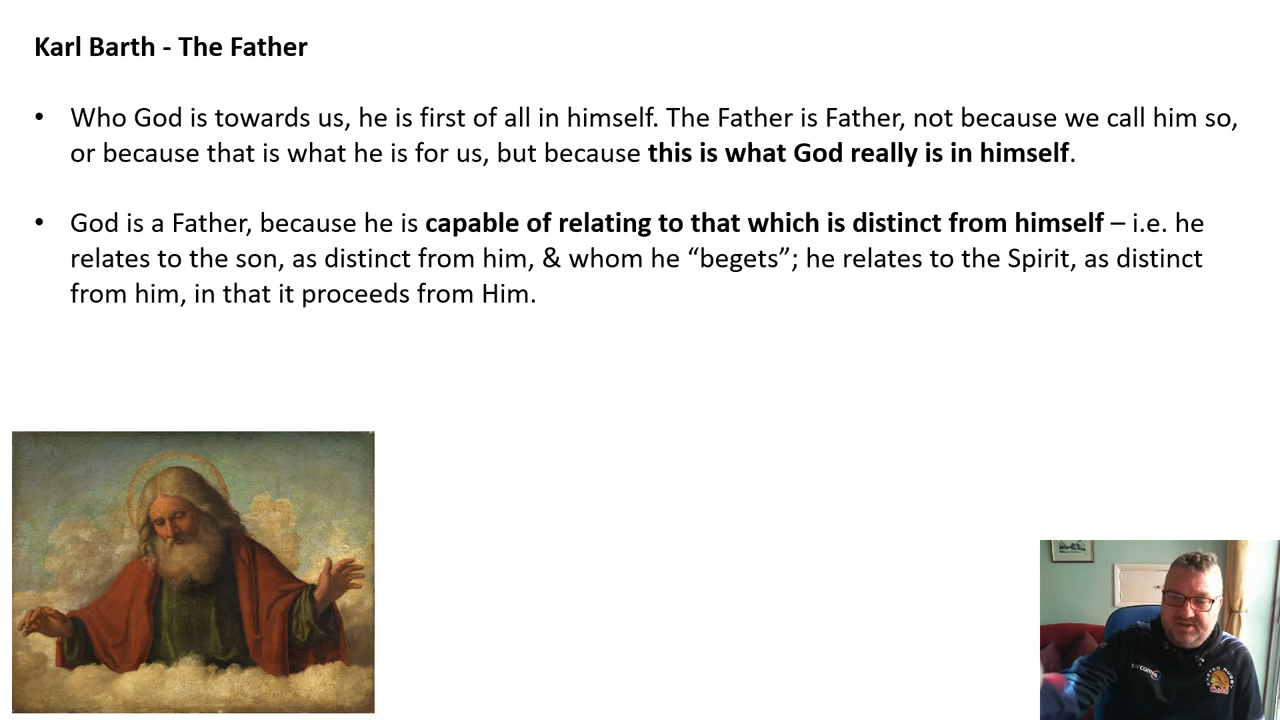 Karl Barth - The Father
• Who God is towards us, he is first of all in himself. The Father is Father, not because we call him so,
or because that is what he is for us, but because this is what God really is in himself.
• God is a Father, because he is capable of relating to that which is distinct from himself – i.e. he
relates to the son, as distinct from him, & whom he “begets”; he relates to the Spirit, as distinct
from him, in that it proceeds from Him.